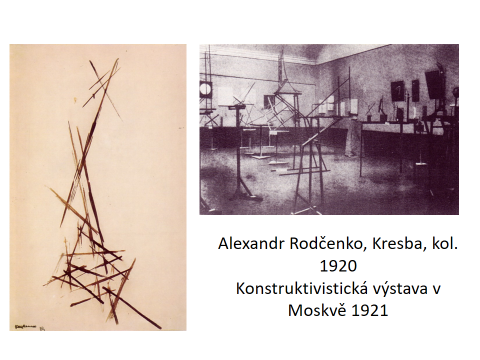 Alexandr Rodčenko, Kresba, kol.
1920
Konstruktivistická výstava v
Moskvě 1921